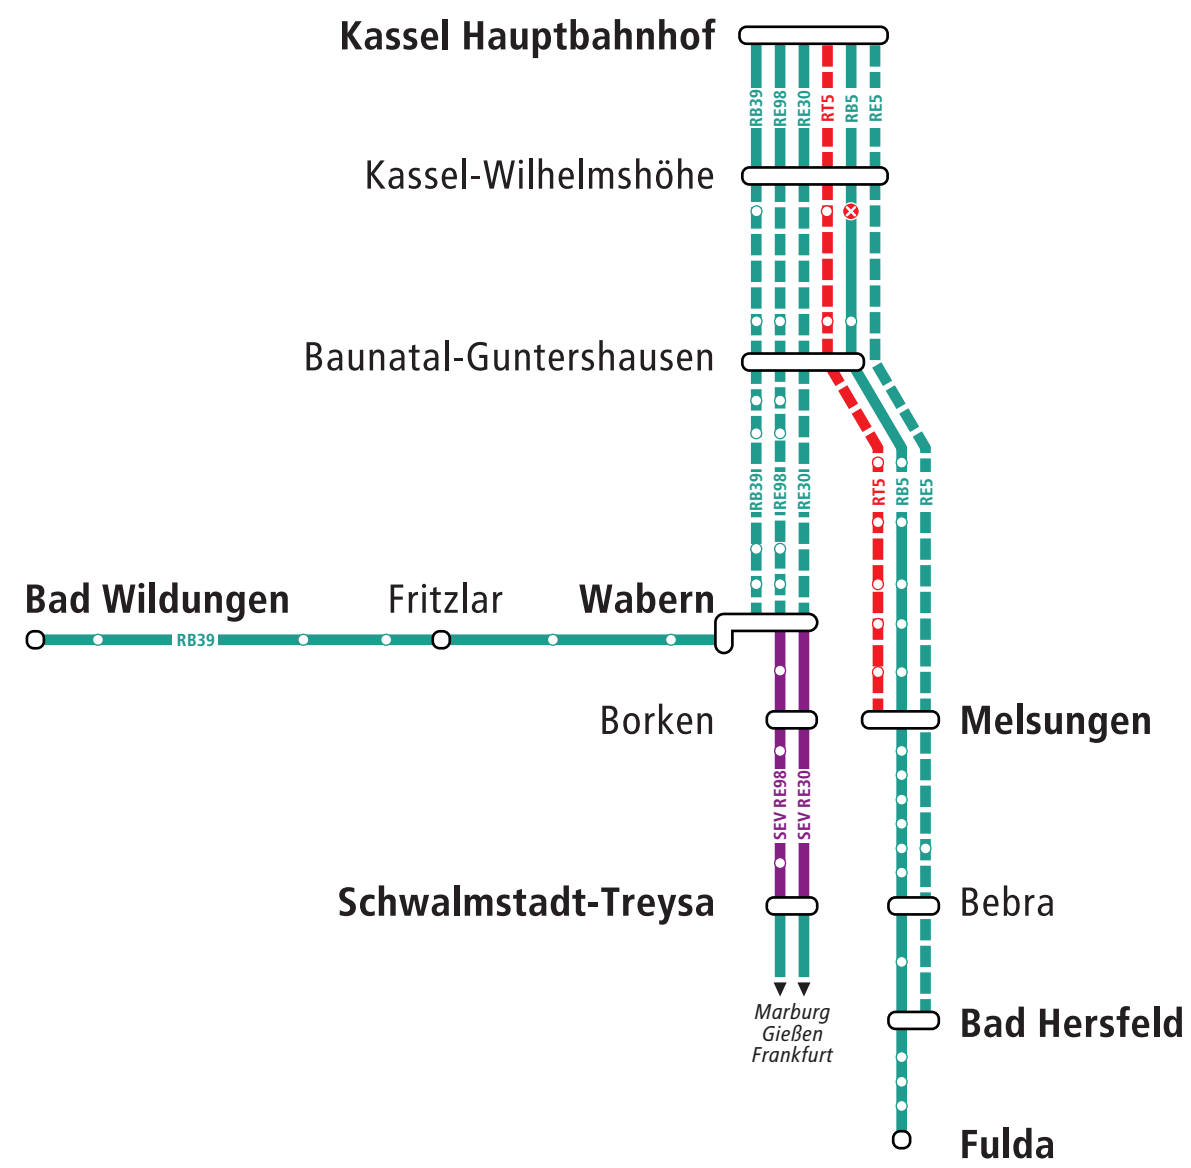 Kassel Hauptbahnhof
RB39
RE98
RE30
RT5
RB5
RE5
Kassel-Wilhelmshöhe
Baunatal-Guntershausen
RB39
RE98
RE30
RT5
RB5
RE5
Bad Wildungen
Fritzlar
Wabern
RB39
Borken
Melsungen
SEV RE98
SEV RE30
Schwalmstadt-Treysa
Bebra
Marburg
Gießen
Frankfurt
Bad Hersfeld
Fulda